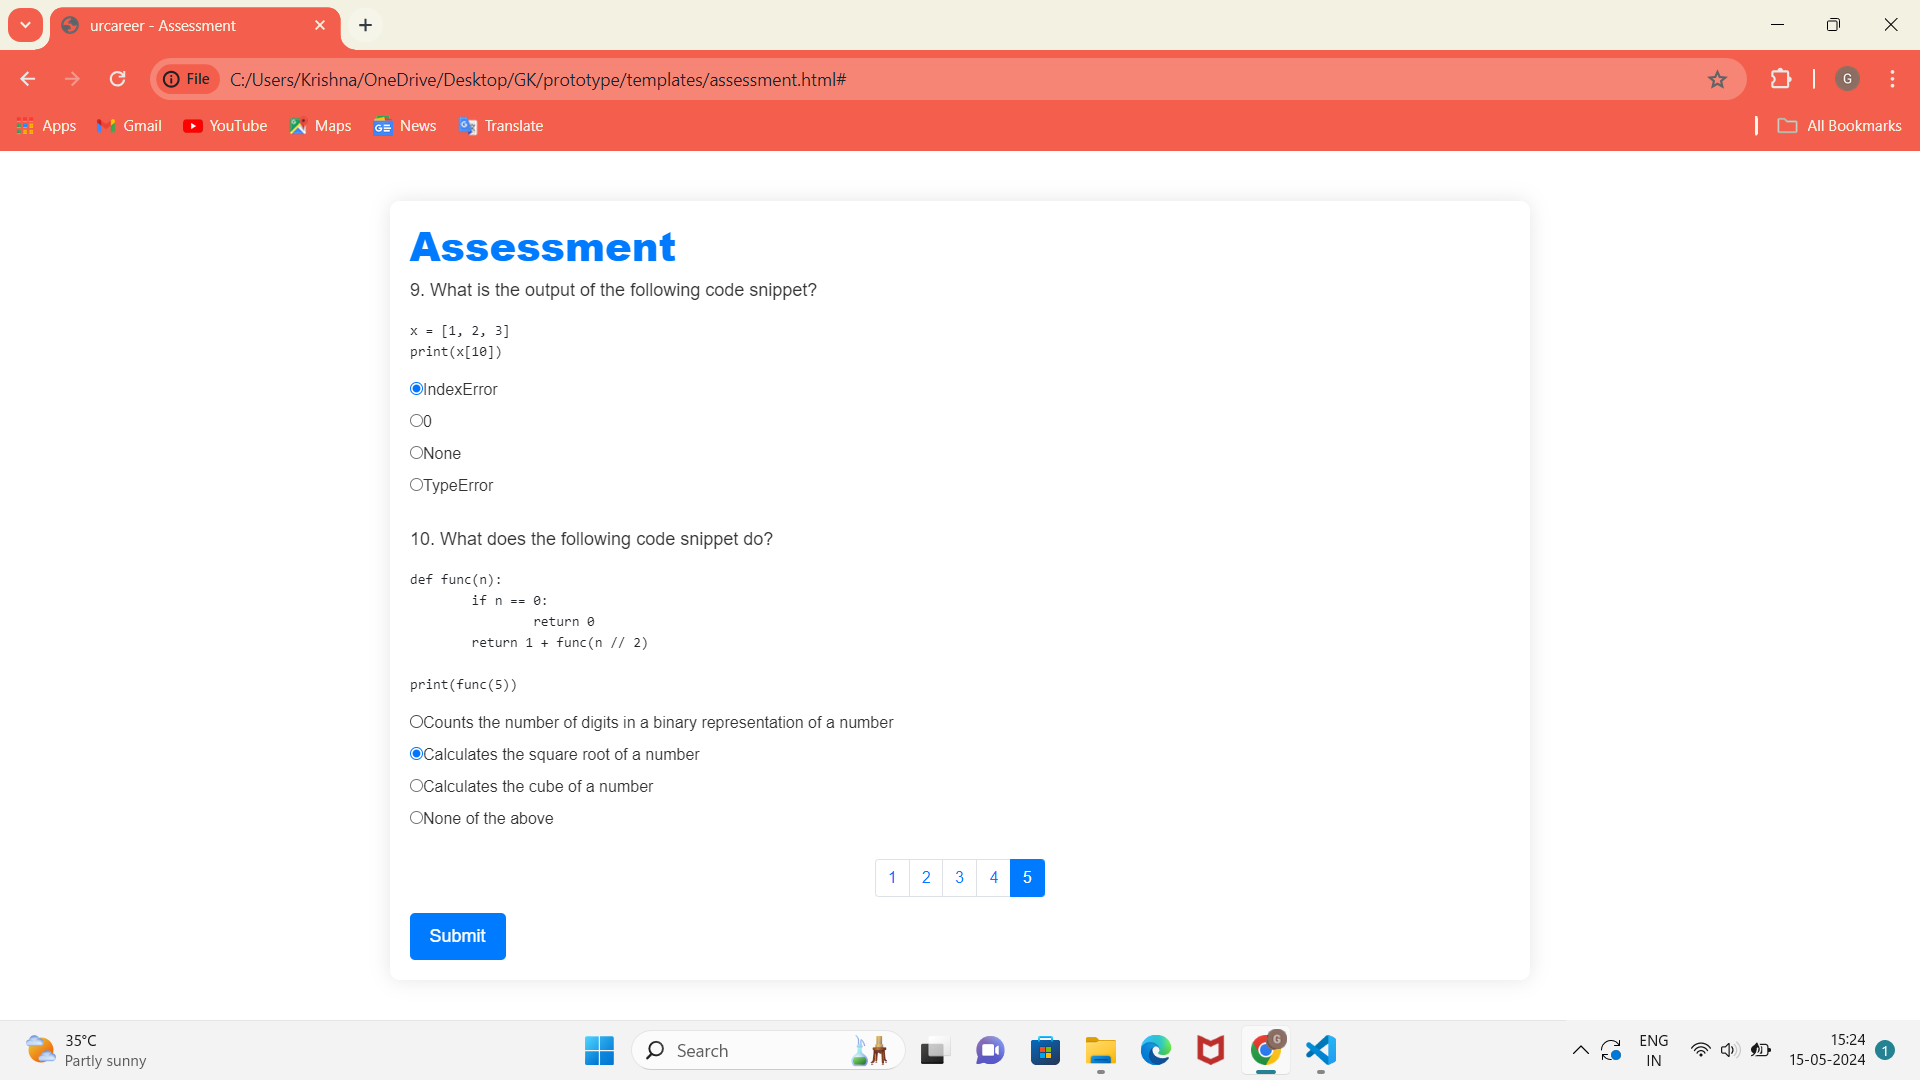 urcareer - Assessment
File
C:/Users/Krishna/OneDrive/Desktop/GK/prototype/templates/assessment.html#
G
Apps
Gmail
YouTube
Maps
News
Translate
All Bookmarks
Assessment
9. What is the output of the following code snippet?
x = [1, 2, 3]
print(x[10])
IndexError
0
None
TypeError
10. What does the following code snippet do?
def func(n):
if n == 0:
return 0
return 1 + func(n // 2)
print(func(5))
Counts the number of digits in a binary representation of a number
Calculates the square root of a number
Calculates the cube of a number
None of the above
1 2 3 4 5
Submit
35°C
Partly sunny
Search
G
ENG
IN
15:24
15-05-2024
1